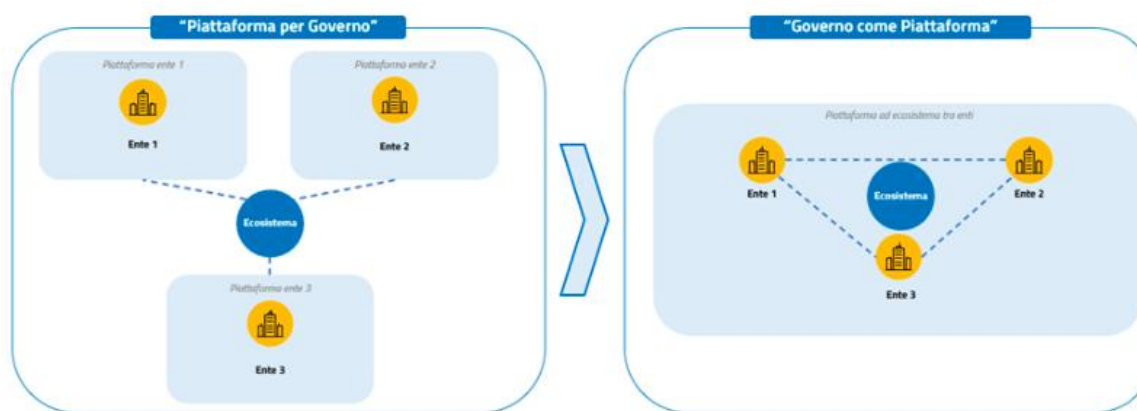 “Piattaforma per Governo”
Piattaforma ente 1
Piattaforma ente 2
Ente 1
Ente 2
Ecosistema
Piattaforma ente 3
Ente 3
“Governo come Piattaforma”
Piattaforma ad ecosistema tra enti
Ente 1
Ecosistema
Ente 2
Ente 3